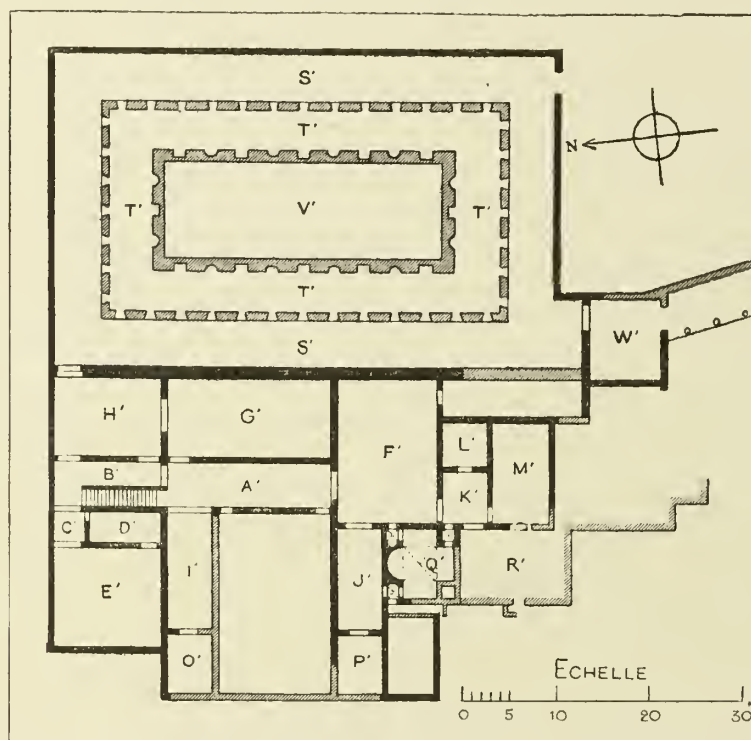 S'
T'
N
T' V' T'
T'
S'
W'
H' G'
F' L' M'
B'
A'
K'
C' D'
I' J' Q' R'
E'
O' P'
ECHELLE
0 5 10 20 30